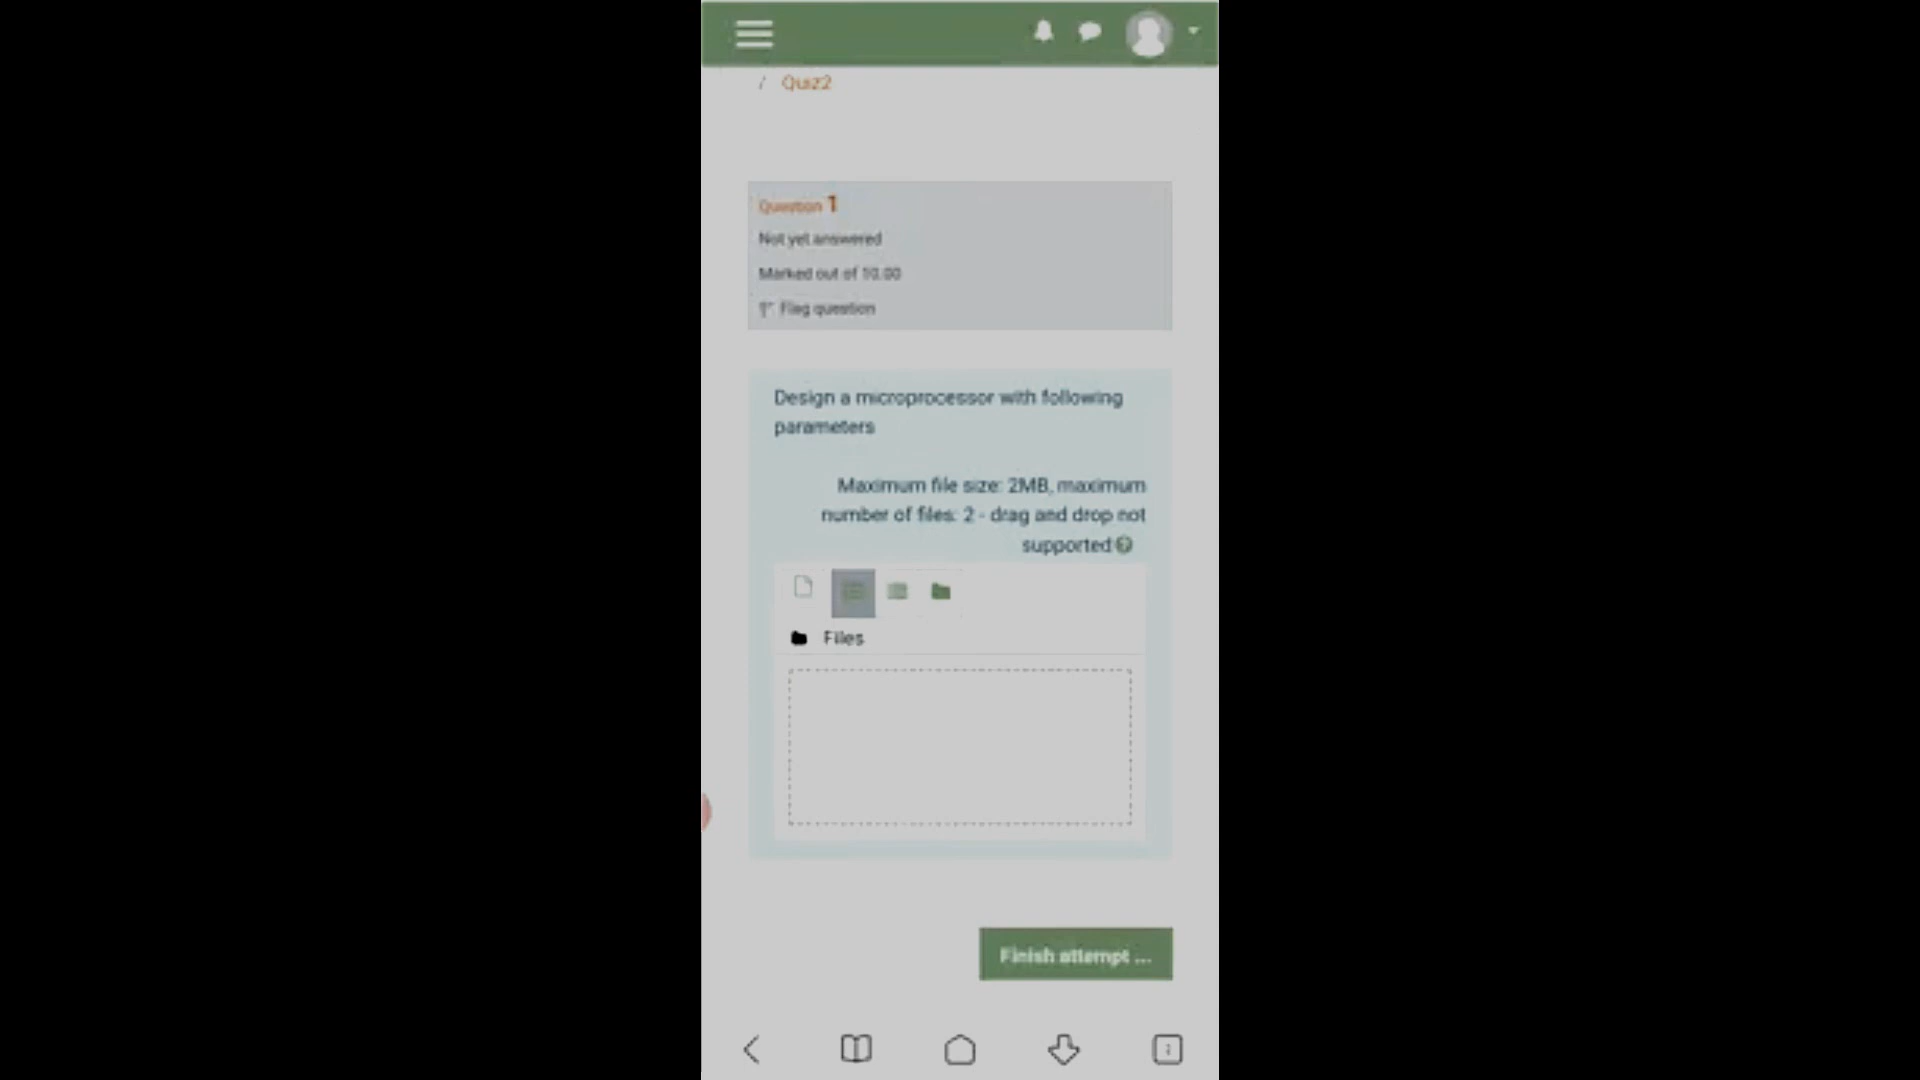 / Quiz2
Question 1
Not yet answered
Marked out of 10.00
Flag question
Design a microprocessor with following
parameters
Maximum file size: 2MB, maximum
number of files: 2 - drag and drop not
supported
Files
Finish attempt ...